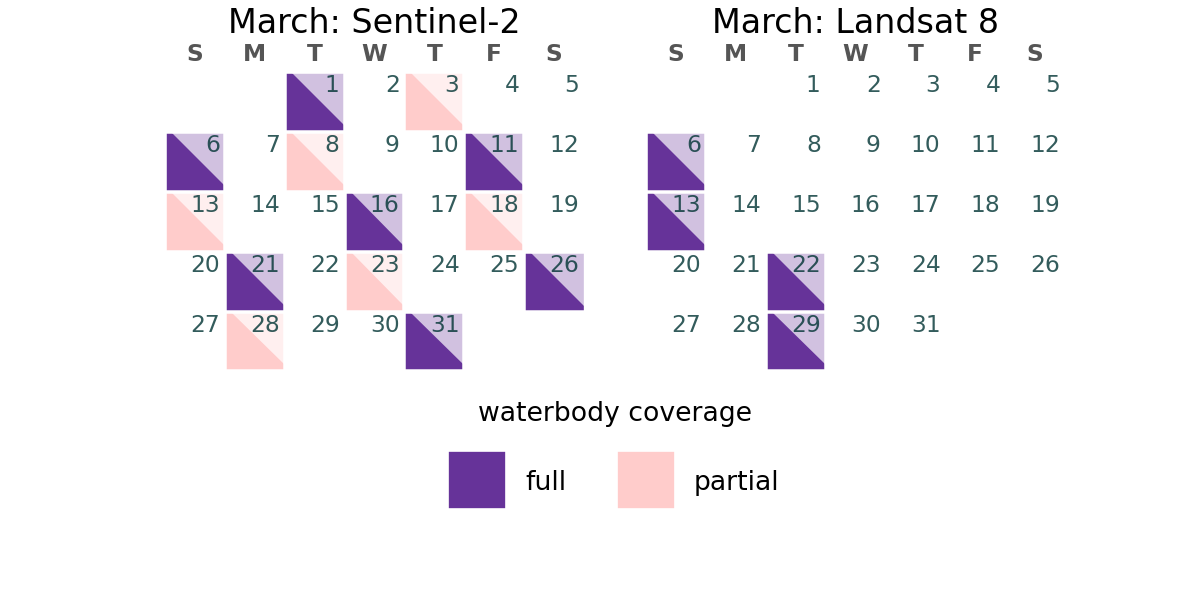 March: Sentinel-2
S M T W T F S
1 2 3 4 5
6 7 8 9 10 11 12
13 14 15 16 17 18 19
20 21 22 23 24 25 26
27 28 29 30 31
March: Landsat 8
S M T W T F S
1 2 3 4 5
6 7 8 9 10 11 12
13 14 15 16 17 18 19
20 21 22 23 24 25 26
27 28 29 30 31
waterbody coverage
full
partial